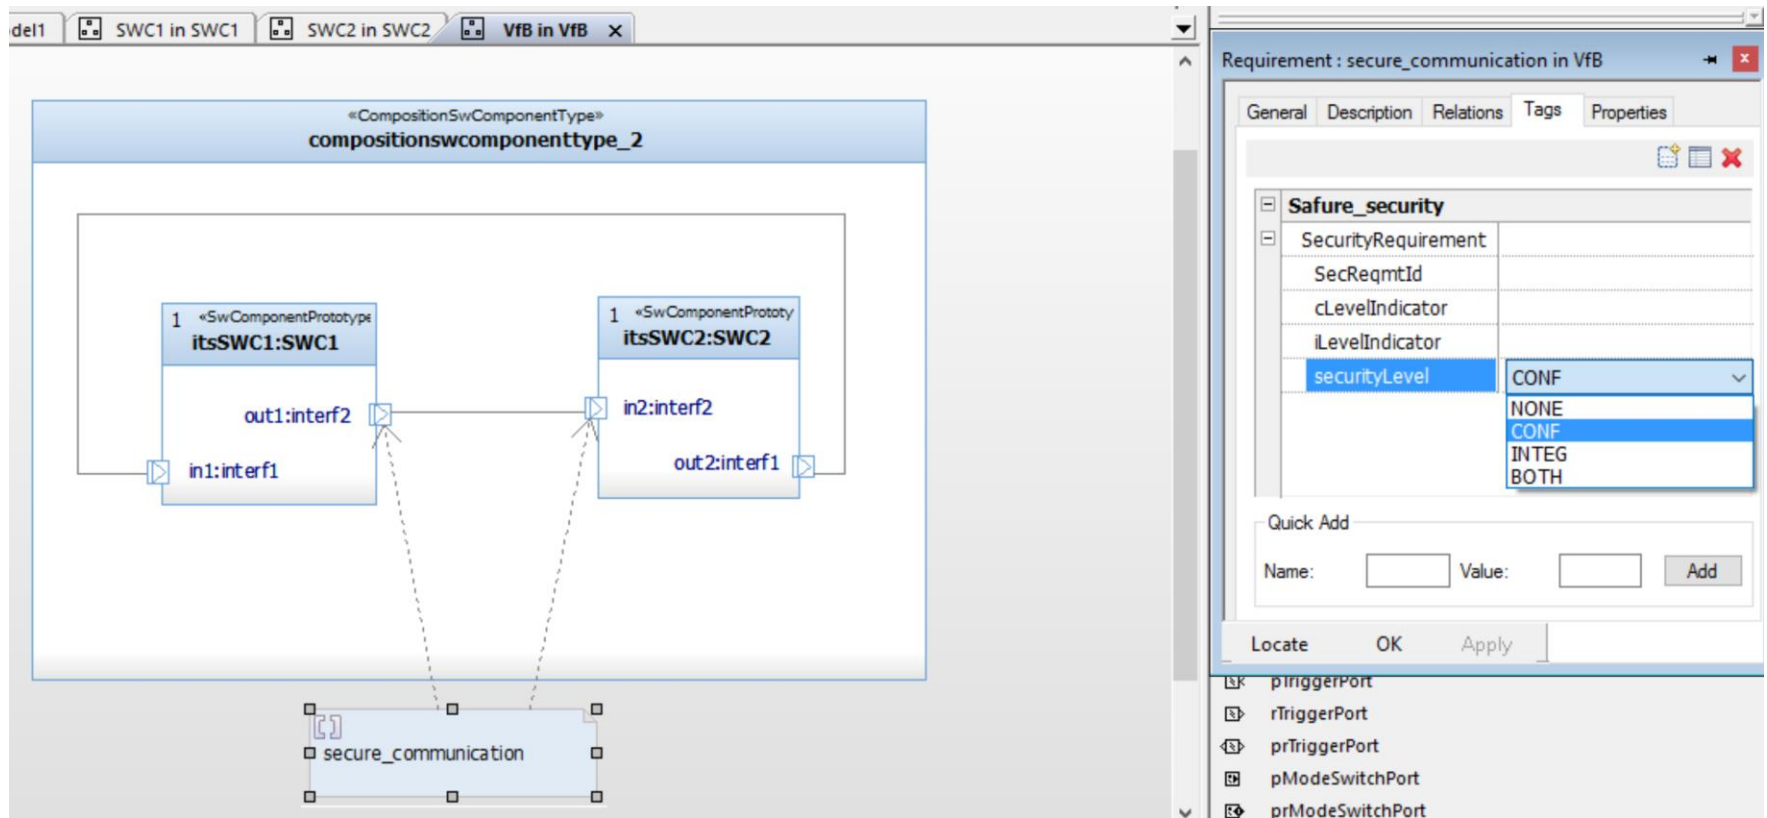 del1
SWC1 in SWC1
SWC2 in SWC2
VfB in VfB
«CompositionSwComponentType»
compositionswcomponenttype_2
1 «SwComponentPrototype
itsSWC1:SWC1
out1:interf2
in1:interf1
1 «SwComponentPrototy
itsSWC2:SWC2
in2:interf2
out2:interf1
secure_communication
Requirement : secure_communication in VfB
General Description Relations Tags Properties
Safure_security
SecurityRequirement
SecReqmtId
cLevelIndicator
iLevelIndicator
securityLevel CONF
NONE
CONF
INTEG
BOTH
Quick Add
Name: Value: Add
Locate OK Apply
pTriggerPort
rTriggerPort
prTriggerPort
pModeSwitchPort
prModeSwitchPort